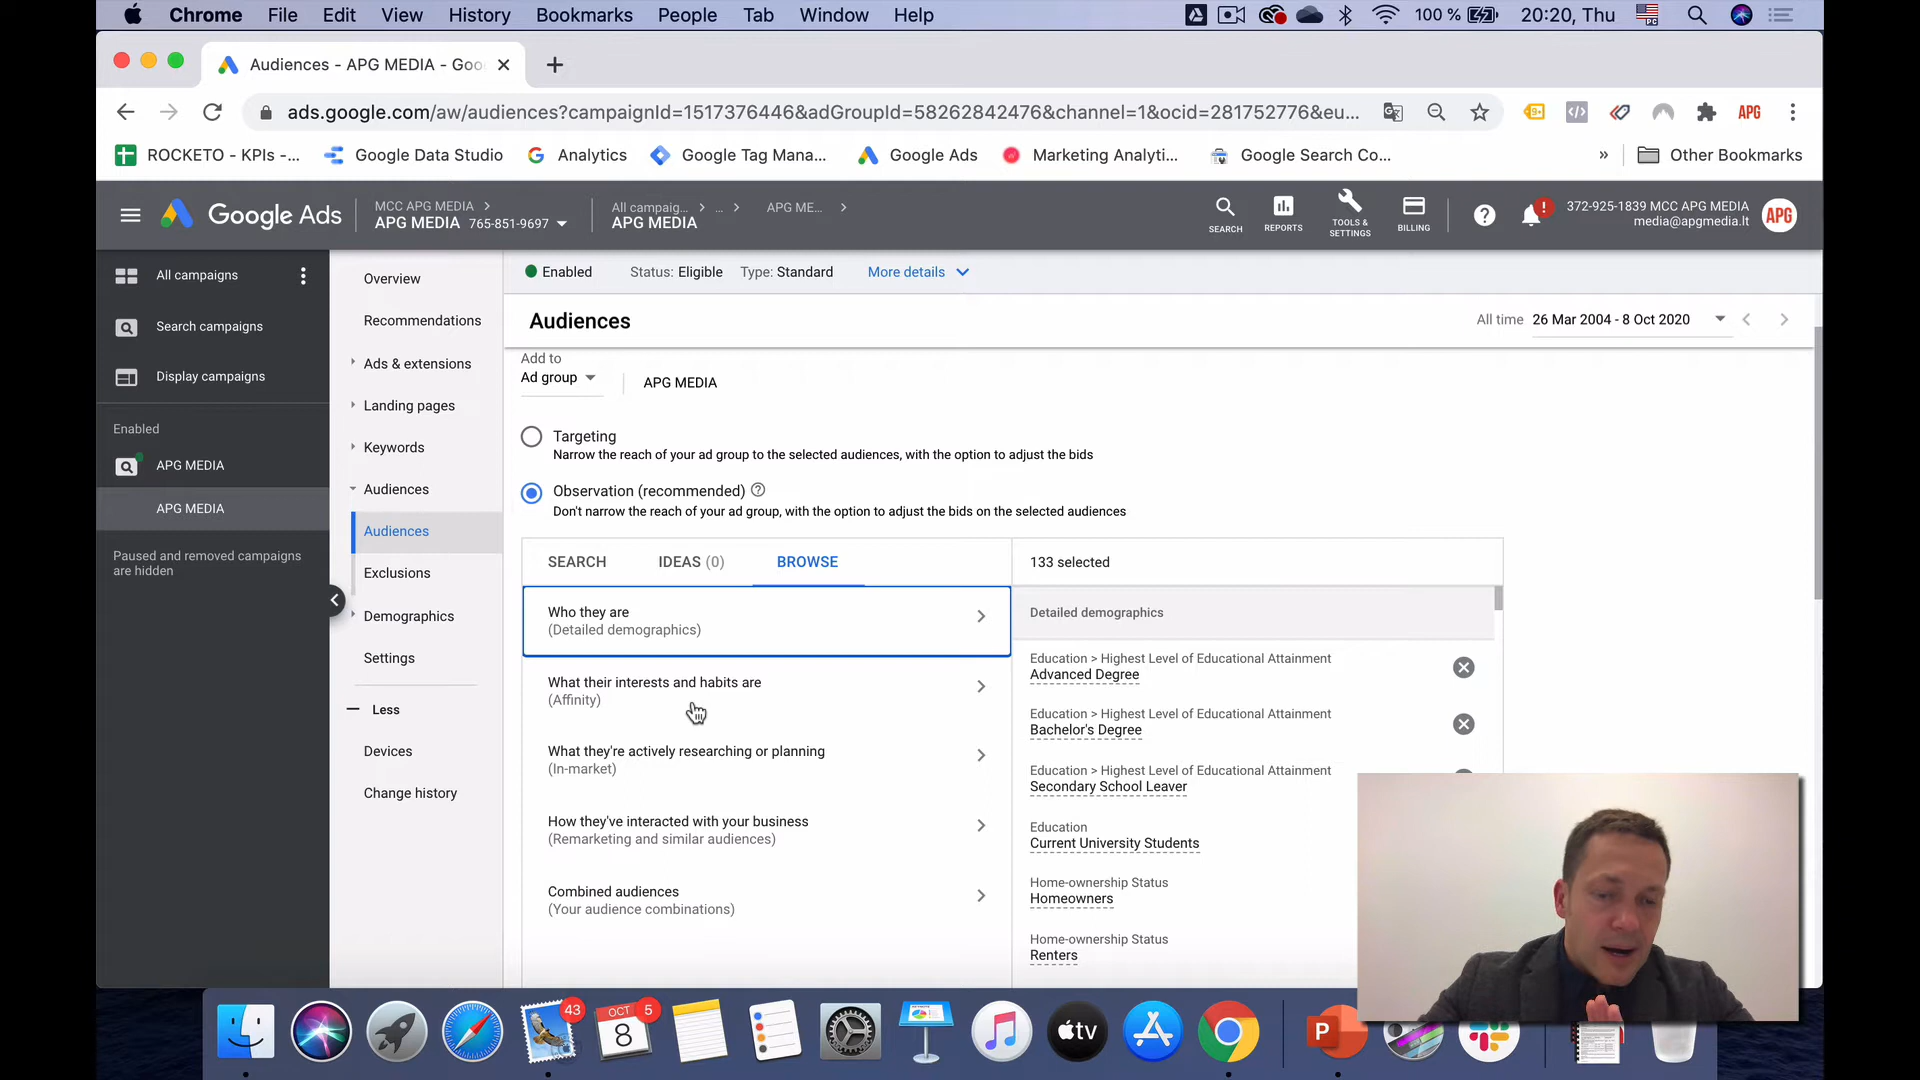 Chrome File Edit View History Bookmarks People Tab Window Help 100 % 20:20, Thu
Audiences - APG MEDIA - Goo
ads.google.com/aw/audiences?campaignId=1517376446&adGroupId=58262842476&channel=1&ocid=281752776&eu... APG
ROCKETO - KPIs -... Google Data Studio Analytics Google Tag Mana... Google Ads Marketing Analyti... Google Search Co... » Other Bookmarks
Google Ads
MCC APG MEDIA
APG MEDIA 765-851-9697
All campaig... ... APG ME...
APG MEDIA
SEARCH
REPORTS
TOOLS &
SETTINGS
BILLING
372-925-1839 MCC APG MEDIA
media@apgmedia.lt
APG
All campaigns
Search campaigns
Display campaigns
Enabled
APG MEDIA
APG MEDIA
Paused and removed campaigns
are hidden
Overview
Recommendations
Ads & extensions
Landing pages
Keywords
Audiences
Audiences
Exclusions
Demographics
Settings
Less
Devices
Change history
Enabled Status: Eligible Type: Standard More details
Audiences
All time 26 Mar 2004 - 8 Oct 2020
Add to
Ad group APG MEDIA
Targeting
Narrow the reach of your ad group to the selected audiences, with the option to adjust the bids
Observation (recommended)
Don't narrow the reach of your ad group, with the option to adjust the bids on the selected audiences
SEARCH IDEAS (0) BROWSE
Who they are
(Detailed demographics)
What their interests and habits are
(Affinity)
What they're actively researching or planning
(In-market)
How they've interacted with your business
(Remarketing and similar audiences)
Combined audiences
(Your audience combinations)
133 selected
Detailed demographics
Education > Highest Level of Educational Attainment
Advanced Degree
Education > Highest Level of Educational Attainment
Bachelor's Degree
Education > Highest Level of Educational Attainment
Secondary School Leaver
Education
Current University Students
Home-ownership Status
Homeowners
Home-ownership Status
Renters
43
OCT
8
5
tv
P